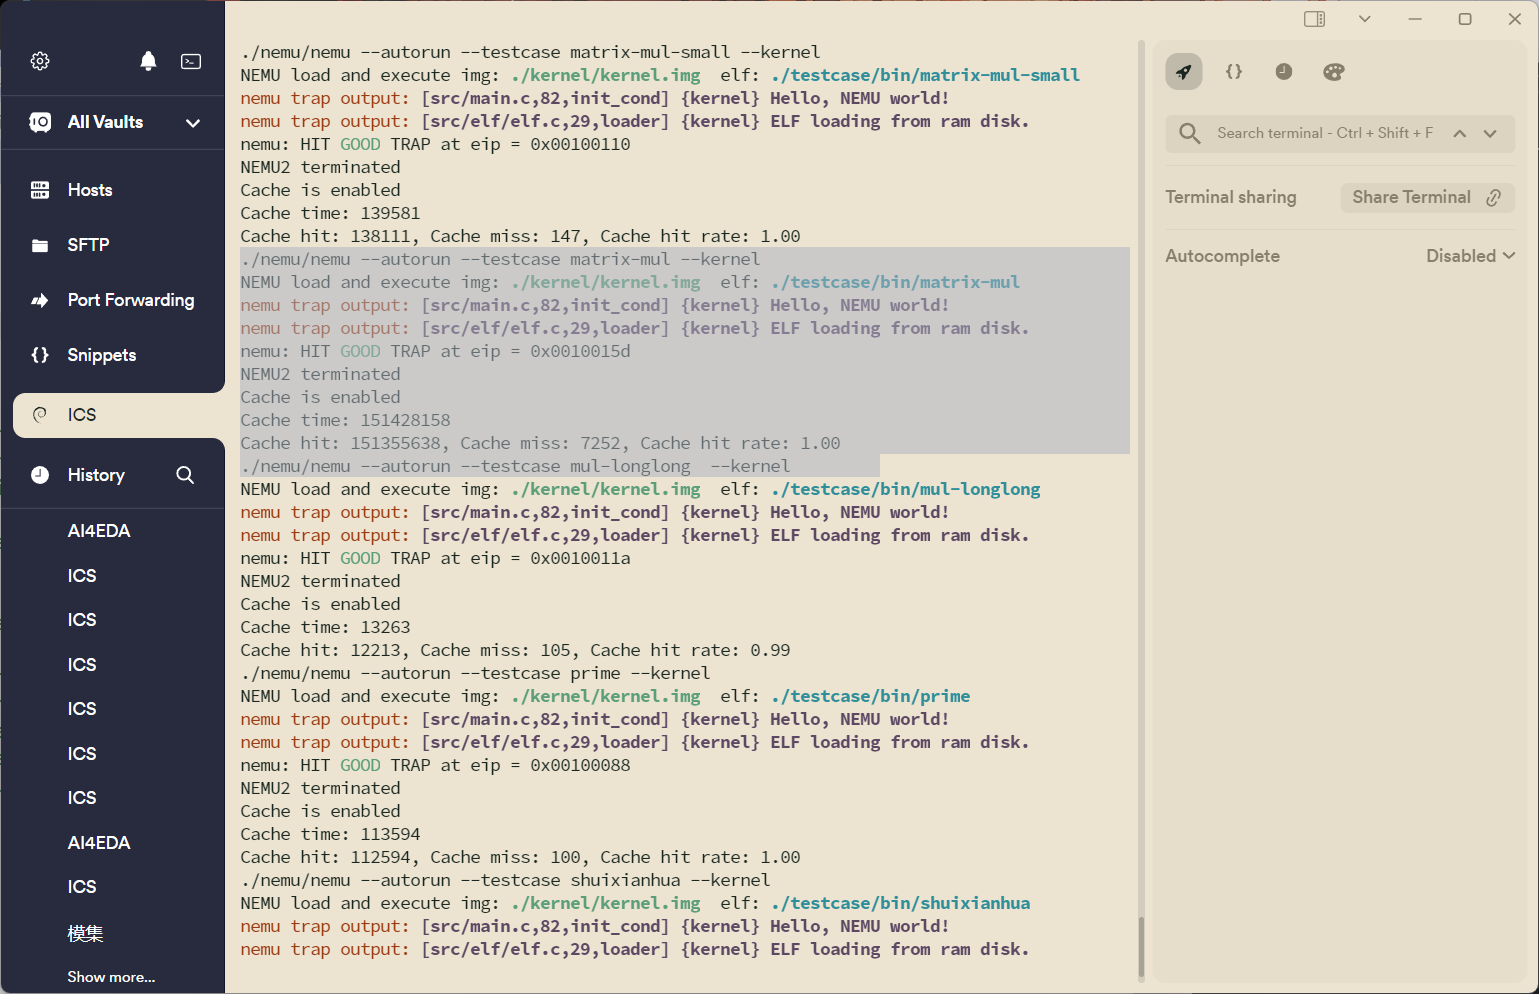 All Vaults
Hosts
SFTP
Port Forwarding
Snippets
ICS
History
AI4EDA
ICS
ICS
ICS
ICS
ICS
ICS
AI4EDA
ICS
模集
Show more...
./nemu/nemu --autorun --testcase matrix-mul-small --kernel
NEMU load and execute img: ./kernel/kernel.img  elf: ./testcase/bin/matrix-mul-small
nemu trap output: [src/main.c,82,init_cond] {kernel} Hello, NEMU world!
nemu trap output: [src/elf/elf.c,29,loader] {kernel} ELF loading from ram disk.
nemu: HIT GOOD TRAP at eip = 0x00100110
NEMU2 terminated
Cache is enabled
Cache time: 139581
Cache hit: 138111, Cache miss: 147, Cache hit rate: 1.00
./nemu/nemu --autorun --testcase matrix-mul --kernel
NEMU load and execute img: ./kernel/kernel.img  elf: ./testcase/bin/matrix-mul
nemu trap output: [src/main.c,82,init_cond] {kernel} Hello, NEMU world!
nemu trap output: [src/elf/elf.c,29,loader] {kernel} ELF loading from ram disk.
nemu: HIT GOOD TRAP at eip = 0x0010015d
NEMU2 terminated
Cache is enabled
Cache time: 151428158
Cache hit: 151355638, Cache miss: 7252, Cache hit rate: 1.00
./nemu/nemu --autorun --testcase mul-longlong  --kernel
NEMU load and execute img: ./kernel/kernel.img  elf: ./testcase/bin/mul-longlong
nemu trap output: [src/main.c,82,init_cond] {kernel} Hello, NEMU world!
nemu trap output: [src/elf/elf.c,29,loader] {kernel} ELF loading from ram disk.
nemu: HIT GOOD TRAP at eip = 0x0010011a
NEMU2 terminated
Cache is enabled
Cache time: 13263
Cache hit: 12213, Cache miss: 105, Cache hit rate: 0.99
./nemu/nemu --autorun --testcase prime --kernel
NEMU load and execute img: ./kernel/kernel.img  elf: ./testcase/bin/prime
nemu trap output: [src/main.c,82,init_cond] {kernel} Hello, NEMU world!
nemu trap output: [src/elf/elf.c,29,loader] {kernel} ELF loading from ram disk.
nemu: HIT GOOD TRAP at eip = 0x00100088
NEMU2 terminated
Cache is enabled
Cache time: 113594
Cache hit: 112594, Cache miss: 100, Cache hit rate: 1.00
./nemu/nemu --autorun --testcase shuixianhua --kernel
NEMU load and execute img: ./kernel/kernel.img  elf: ./testcase/bin/shuixianhua
nemu trap output: [src/main.c,82,init_cond] {kernel} Hello, NEMU world!
nemu trap output: [src/elf/elf.c,29,loader] {kernel} ELF loading from ram disk.
Search terminal - Ctrl + Shift + F
Terminal sharing
Share Terminal
Autocomplete
Disabled